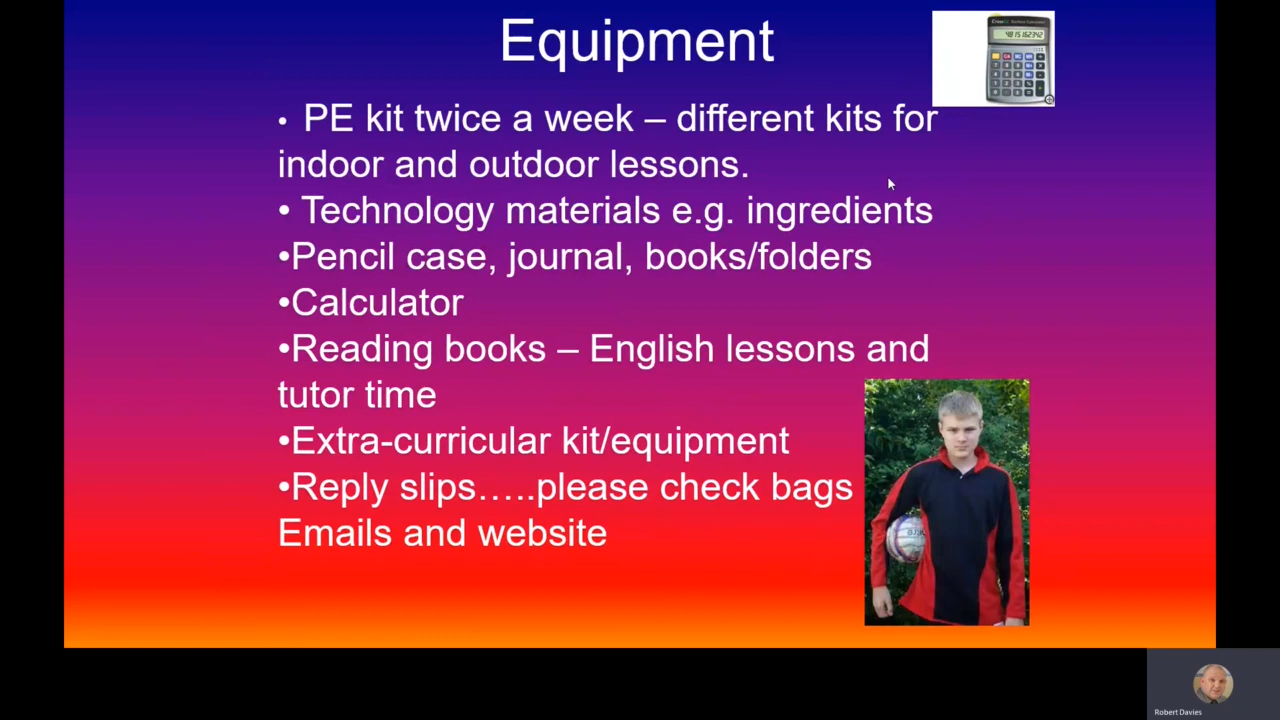 Equipment
4815162342
• PE kit twice a week – different kits for
indoor and outdoor lessons.
• Technology materials e.g. ingredients
•Pencil case, journal, books/folders
•Calculator
•Reading books – English lessons and
tutor time
•Extra-curricular kit/equipment
•Reply slips…..please check bags
Emails and website
Robert Davies